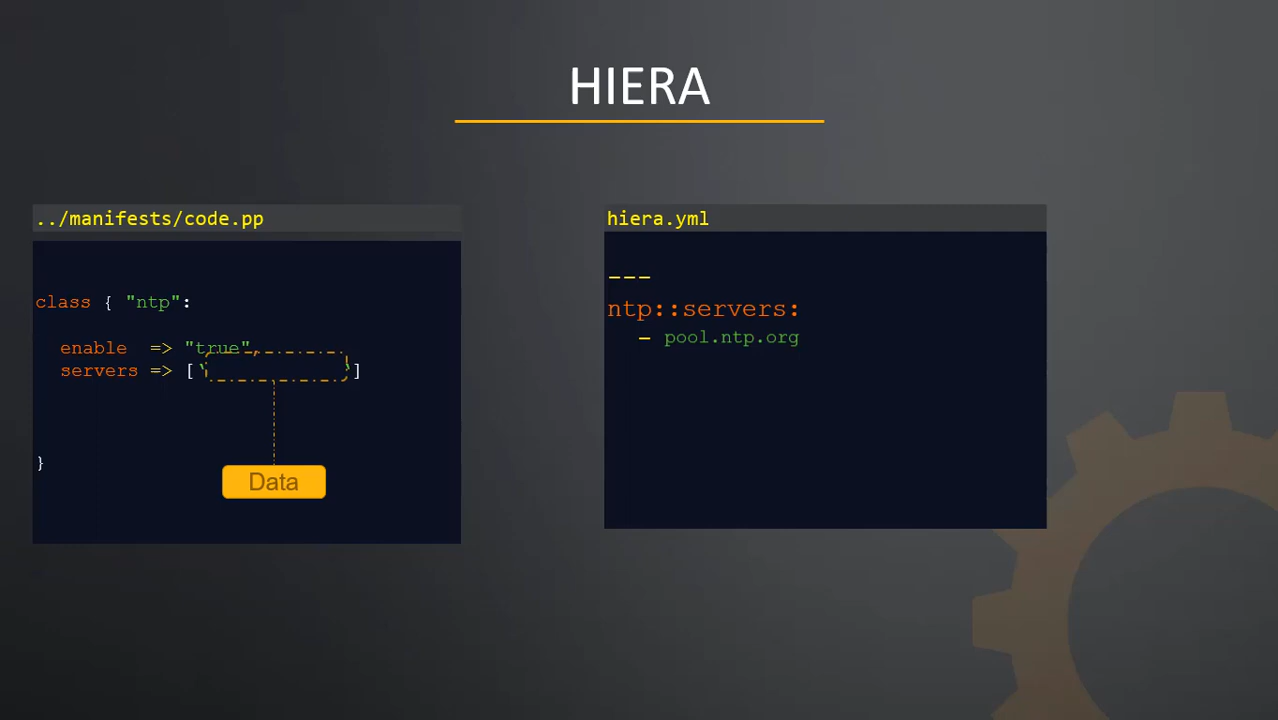 HIERA
../manifests/code.pp
class { "ntp":
enable => "true",
servers => [' ']
}
Data
hiera.yml
---
ntp::servers:
- pool.ntp.org